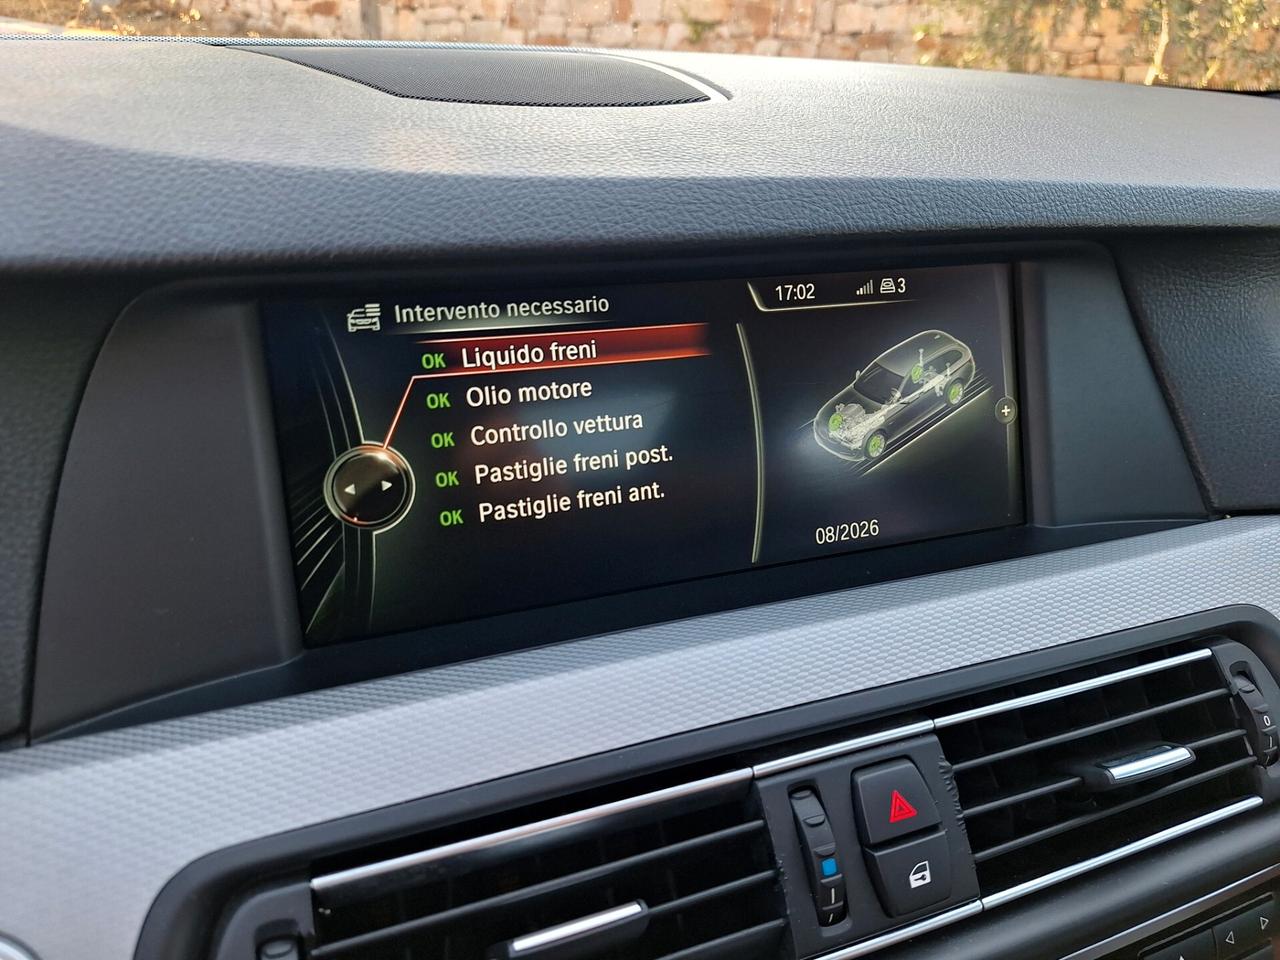 Intervento necessario
17:02
3
OK Liquido freni
OK Olio motore
OK Controllo vettura
OK Pastiglie freni post.
OK Pastiglie freni ant.
+
08/2026
0